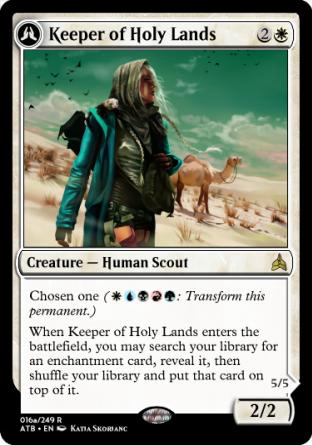 Keeper of Holy Lands 2
Creature — Human Scout
Chosen one (: Transform this
permanent.)
When Keeper of Holy Lands enters the
battlefield, you may search your library for
an enchantment card, reveal it, then
shuffle your library and put that card on
top of it.
5/5
2/2
016a/249 R
ATB • EN Katia Skorianc